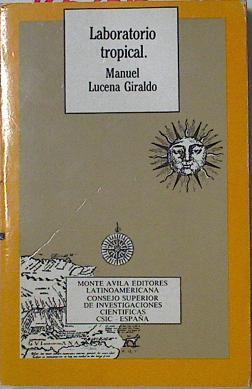 Laboratorio
tropical.
Manuel
Lucena Giraldo
MONTE AVILA EDITORES
LATINOAMERICANA
CONSEJO SUPERIOR
DE INVESTIGACIONES
CIENTIFICAS
CSIC - ESPAÑA